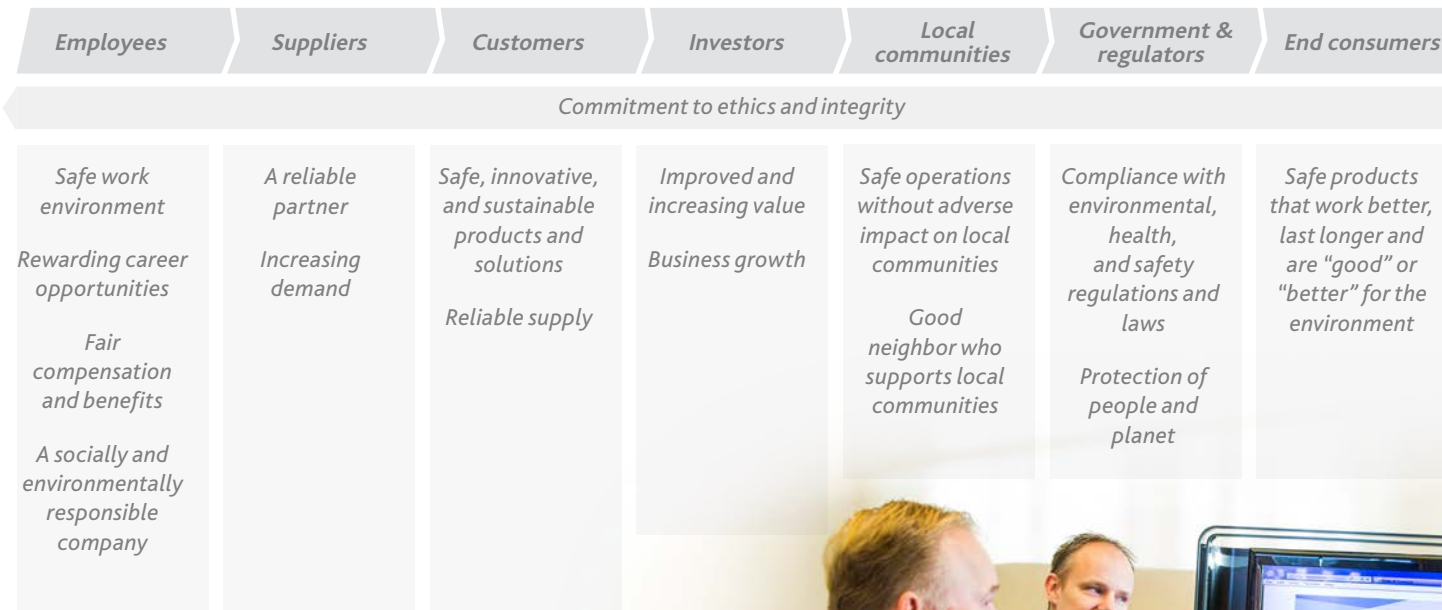 Employees
Suppliers
Customers
Investors
Local
communities
Government &
regulators
End consumers
Commitment to ethics and integrity
Safe work
environment
Rewarding career
opportunities
Fair
compensation
and benefits
A socially and
environmentally
responsible
company
A reliable
partner
Increasing
demand
Safe, innovative,
and sustainable
products and
solutions
Reliable supply
Improved and
increasing value
Business growth
Safe operations
without adverse
impact on local
communities
Good
neighbor who
supports local
communities
Compliance with
environmental,
health,
and safety
regulations and
laws
Protection of
people and
planet
Safe products
that work better,
last longer and
are “good” or
“better” for the
environment